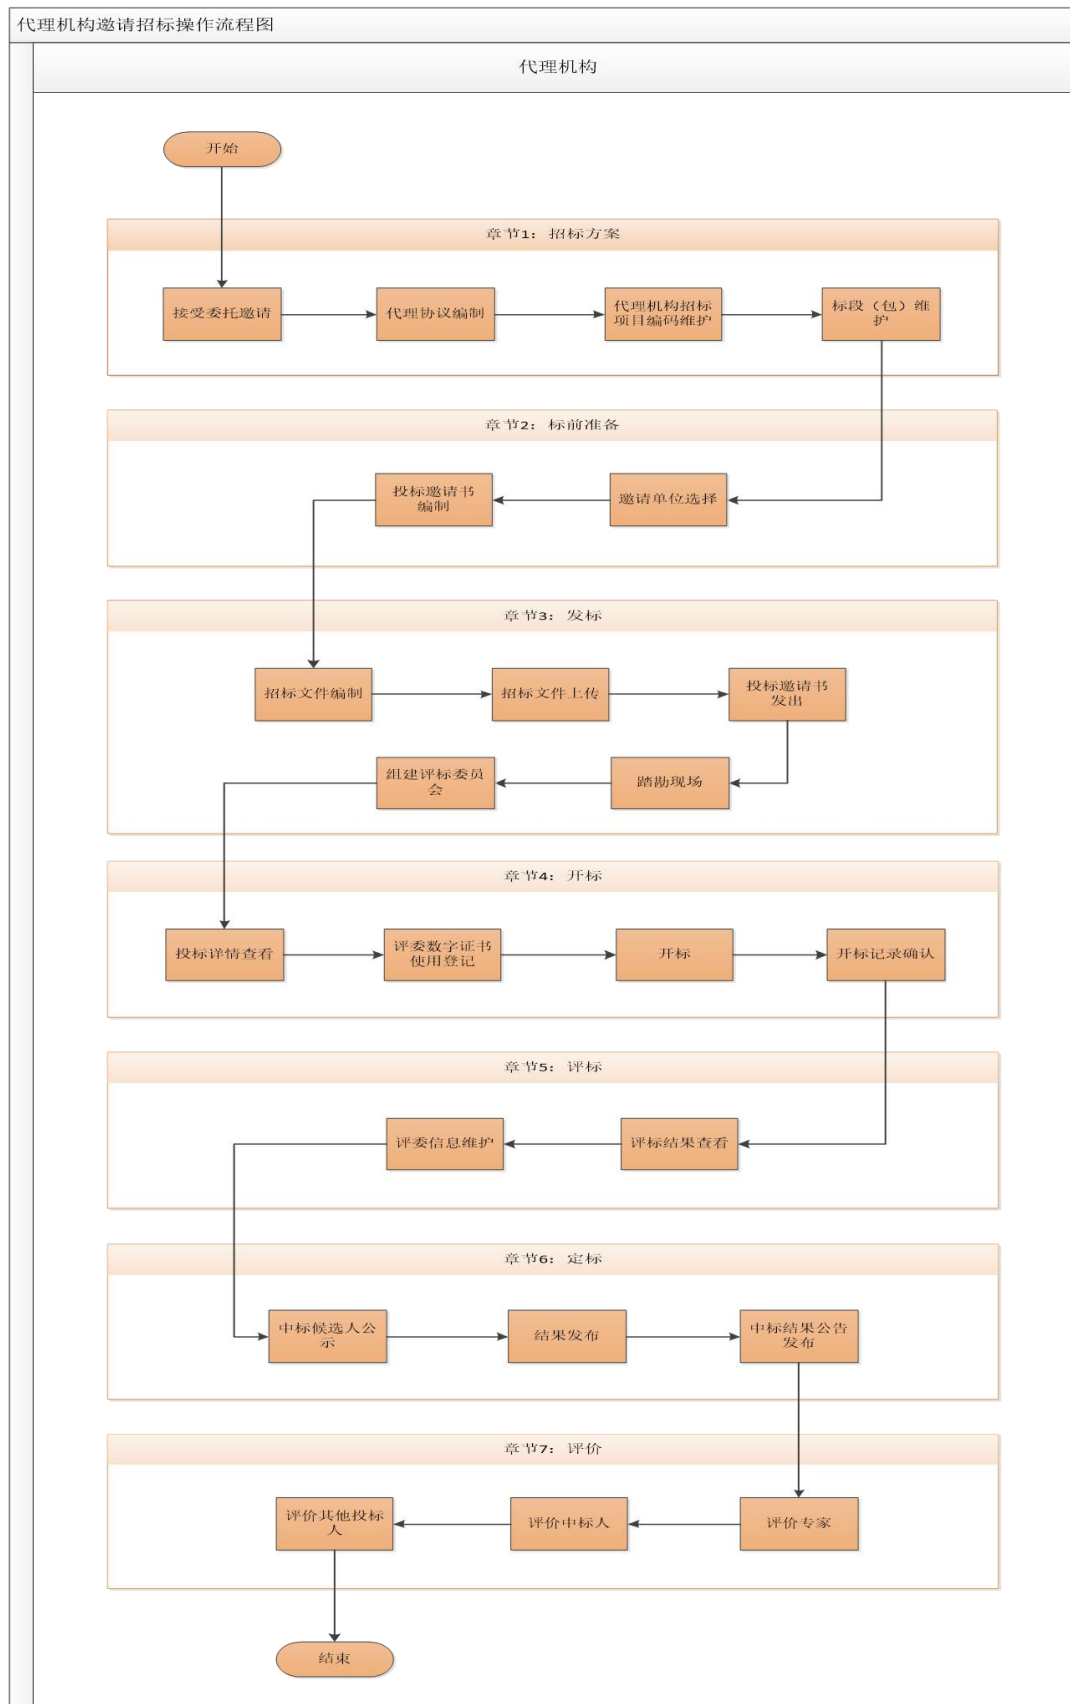 代理机构邀请招标操作流程图
代理机构
开始
章节1：招标方案
接受委托邀请
代理协议编制
代理机构招标
项目编码维护
标段（包）维
护
章节2：标前准备
投标邀请书
编制
邀请单位选择
章节3：发标
招标文件编制
招标文件上传
投标邀请书
发出
组建评标委员
会
踏勘现场
章节4：开标
投标详情查看
评委数字证书
使用登记
开标
开标记录确认
章节5：评标
评委信息维护
评标结果查看
章节6：定标
中标候选人公
示
结果发布
中标结果公告
发布
章节7：评价
评价其他投标
人
评价中标人
评价专家
结束